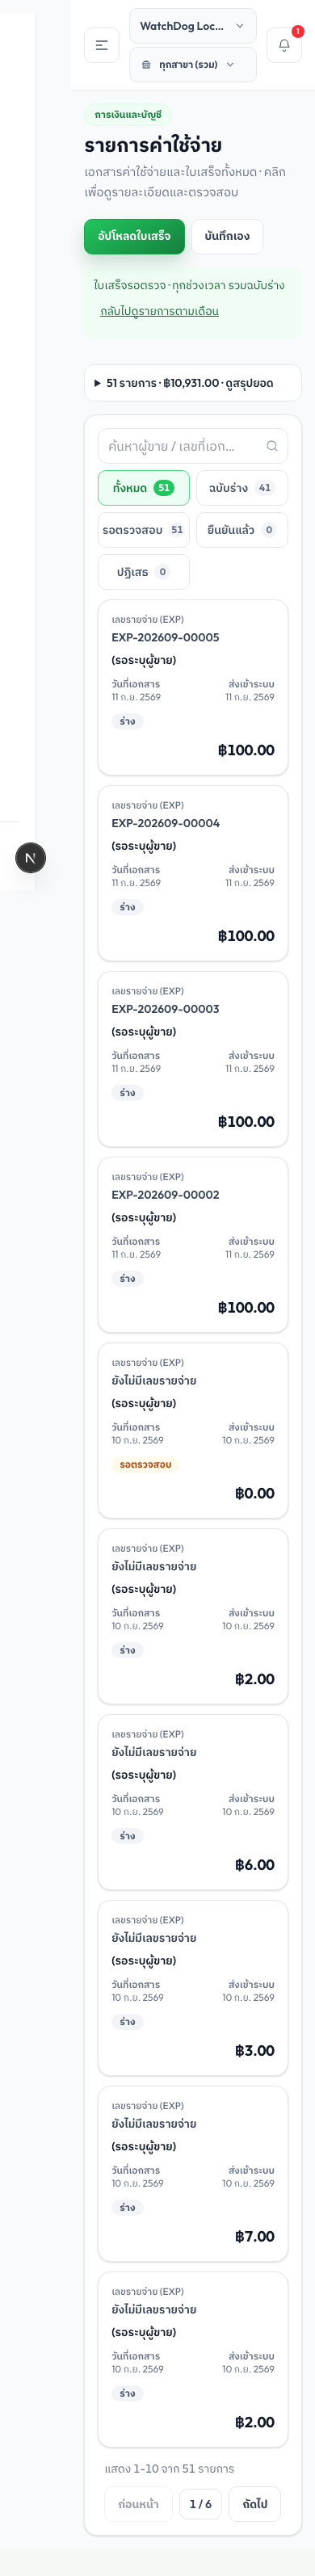 WatchDog Loc...
ทุกสาขา (รวม)
1
การเงินและบัญชี
รายการค่าใช้จ่าย
เอกสารค่าใช้จ่ายและใบเสร็จทั้งหมด · คลิก
เพื่อดูรายละเอียดและตรวจสอบ
อัปโหลดใบเสร็จ
บันทึกเอง
ใบเสร็จรอตรวจ · ทุกช่วงเวลา รวมฉบับร่าง
กลับไปดูรายการตามเดือน
51 รายการ · ฿10,931.00 · ดูสรุปยอด
ค้นหาผู้ขาย / เลขที่เอก...
ทั้งหมด 51
ฉบับร่าง 41
รอตรวจสอบ 51
ยืนยันแล้ว 0
ปฏิเสธ 0
เลขรายจ่าย (EXP)
EXP-202609-00005
(รอระบุผู้ขาย)
วันที่เอกสาร ส่งเข้าระบบ
11 ก.ย. 2569 11 ก.ย. 2569
ร่าง
฿100.00
เลขรายจ่าย (EXP)
EXP-202609-00004
(รอระบุผู้ขาย)
วันที่เอกสาร ส่งเข้าระบบ
11 ก.ย. 2569 11 ก.ย. 2569
ร่าง
฿100.00
เลขรายจ่าย (EXP)
EXP-202609-00003
(รอระบุผู้ขาย)
วันที่เอกสาร ส่งเข้าระบบ
11 ก.ย. 2569 11 ก.ย. 2569
ร่าง
฿100.00
เลขรายจ่าย (EXP)
EXP-202609-00002
(รอระบุผู้ขาย)
วันที่เอกสาร ส่งเข้าระบบ
11 ก.ย. 2569 11 ก.ย. 2569
ร่าง
฿100.00
เลขรายจ่าย (EXP)
ยังไม่มีเลขรายจ่าย
(รอระบุผู้ขาย)
วันที่เอกสาร ส่งเข้าระบบ
10 ก.ย. 2569 10 ก.ย. 2569
รอตรวจสอบ
฿0.00
เลขรายจ่าย (EXP)
ยังไม่มีเลขรายจ่าย
(รอระบุผู้ขาย)
วันที่เอกสาร ส่งเข้าระบบ
10 ก.ย. 2569 10 ก.ย. 2569
ร่าง
฿2.00
เลขรายจ่าย (EXP)
ยังไม่มีเลขรายจ่าย
(รอระบุผู้ขาย)
วันที่เอกสาร ส่งเข้าระบบ
10 ก.ย. 2569 10 ก.ย. 2569
ร่าง
฿6.00
เลขรายจ่าย (EXP)
ยังไม่มีเลขรายจ่าย
(รอระบุผู้ขาย)
วันที่เอกสาร ส่งเข้าระบบ
10 ก.ย. 2569 10 ก.ย. 2569
ร่าง
฿3.00
เลขรายจ่าย (EXP)
ยังไม่มีเลขรายจ่าย
(รอระบุผู้ขาย)
วันที่เอกสาร ส่งเข้าระบบ
10 ก.ย. 2569 10 ก.ย. 2569
ร่าง
฿7.00
เลขรายจ่าย (EXP)
ยังไม่มีเลขรายจ่าย
(รอระบุผู้ขาย)
วันที่เอกสาร ส่งเข้าระบบ
10 ก.ย. 2569 10 ก.ย. 2569
ร่าง
฿2.00
แสดง 1-10 จาก 51 รายการ
ก่อนหน้า 1 / 6 ถัดไป